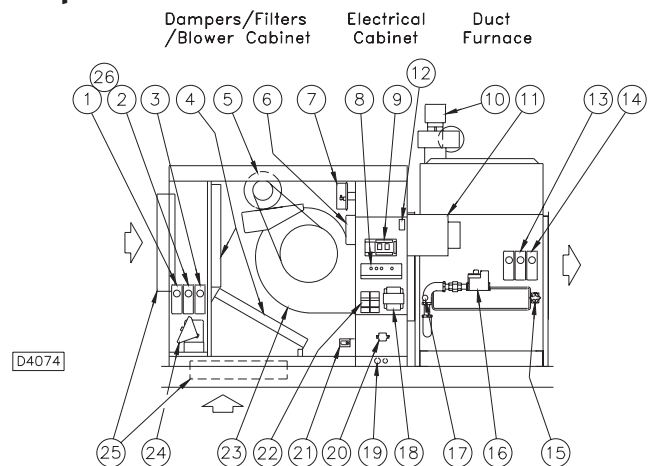 Dampers/Filters Electrical Duct
/Blower Cabinet Cabinet Furnace
26 12
1 2 3 4 5 6 7 8 9 10 11 13 14
D4074
25 24 23 22 21 20 19 18 17 16 15